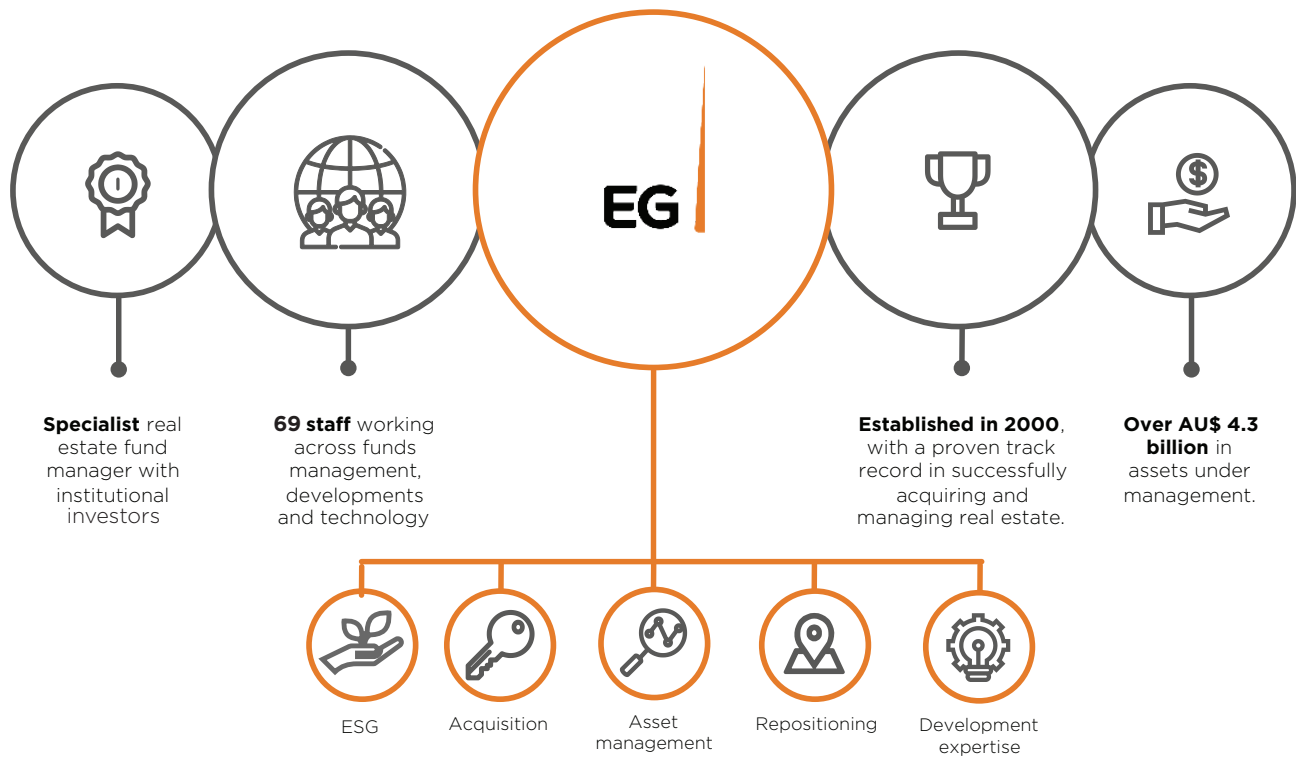 EG
Specialist real
estate fund
manager with
institutional
investors
69 staff working
across funds
management,
developments
and technology
Established in 2000,
with a proven track
record in successfully
acquiring and
managing real estate.
Over AU$ 4.3
billion in
assets under
management.
ESG
Acquisition
Asset
management
Repositioning
Development
expertise